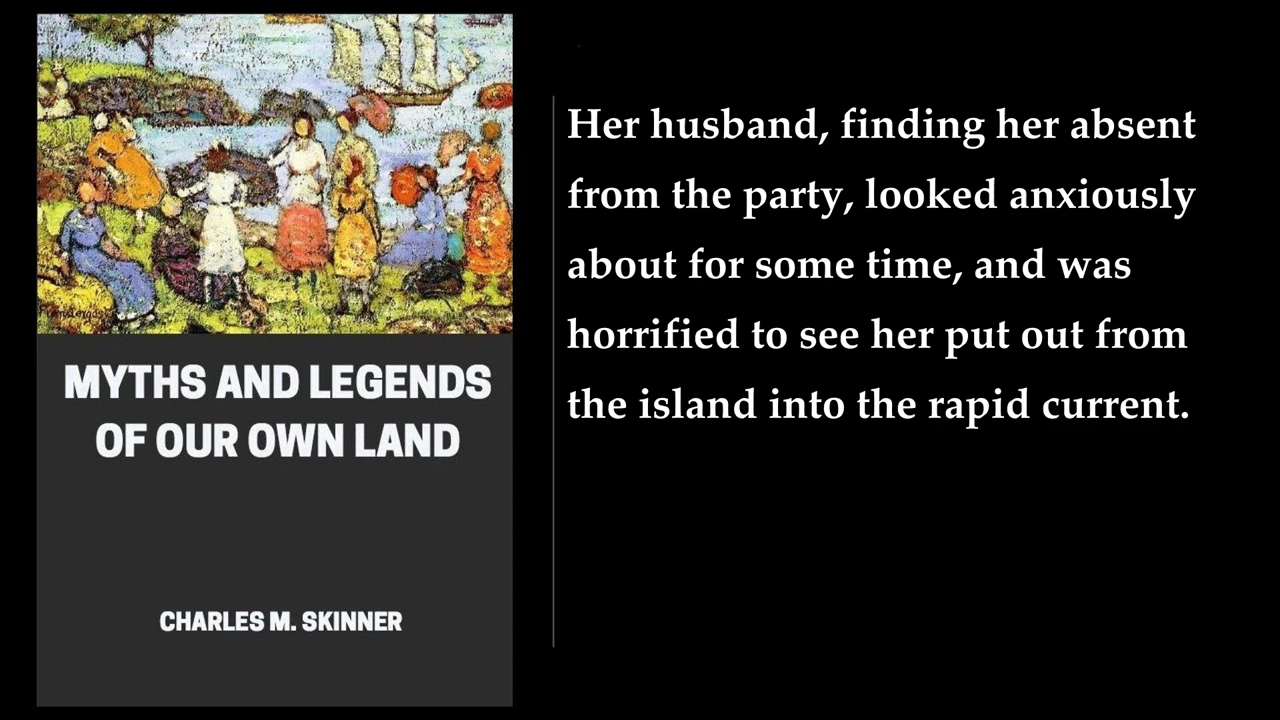 MYTHS AND LEGENDS
OF OUR OWN LAND
CHARLES M. SKINNER
Her husband, finding her absent
from the party, looked anxiously
about for some time, and was
horrified to see her put out from
the island into the rapid current.